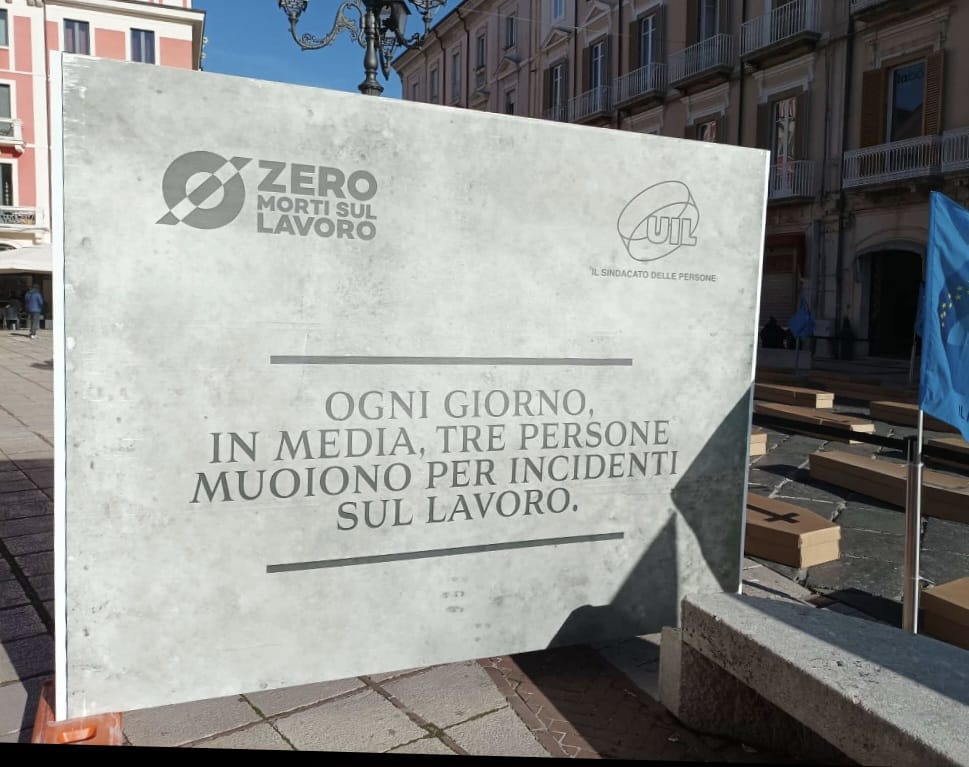 ZERO
MORTI SUL
LAVORO
UIL
IL SINDACATO DELLE PERSONE
OGNI GIORNO,
IN MEDIA, TRE PERSONE
MUOIONO PER INCIDENTI
SUL LAVORO.